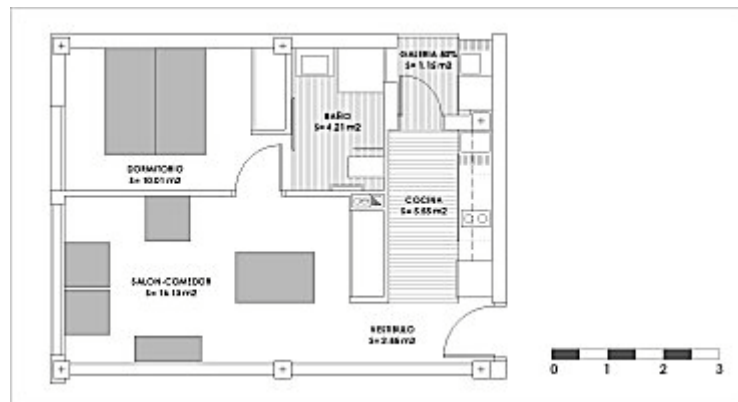 GALERIA 50%
S= 1.15 m2
BAÑO
S= 4.21 m2
DORMITORIO
S= 10.01 m2
COCINA
S= 5.55 m2
SALON-COMEDOR
S= 16.13 m2
VESTIBULO
S= 2.86 m2
0 1 2 3